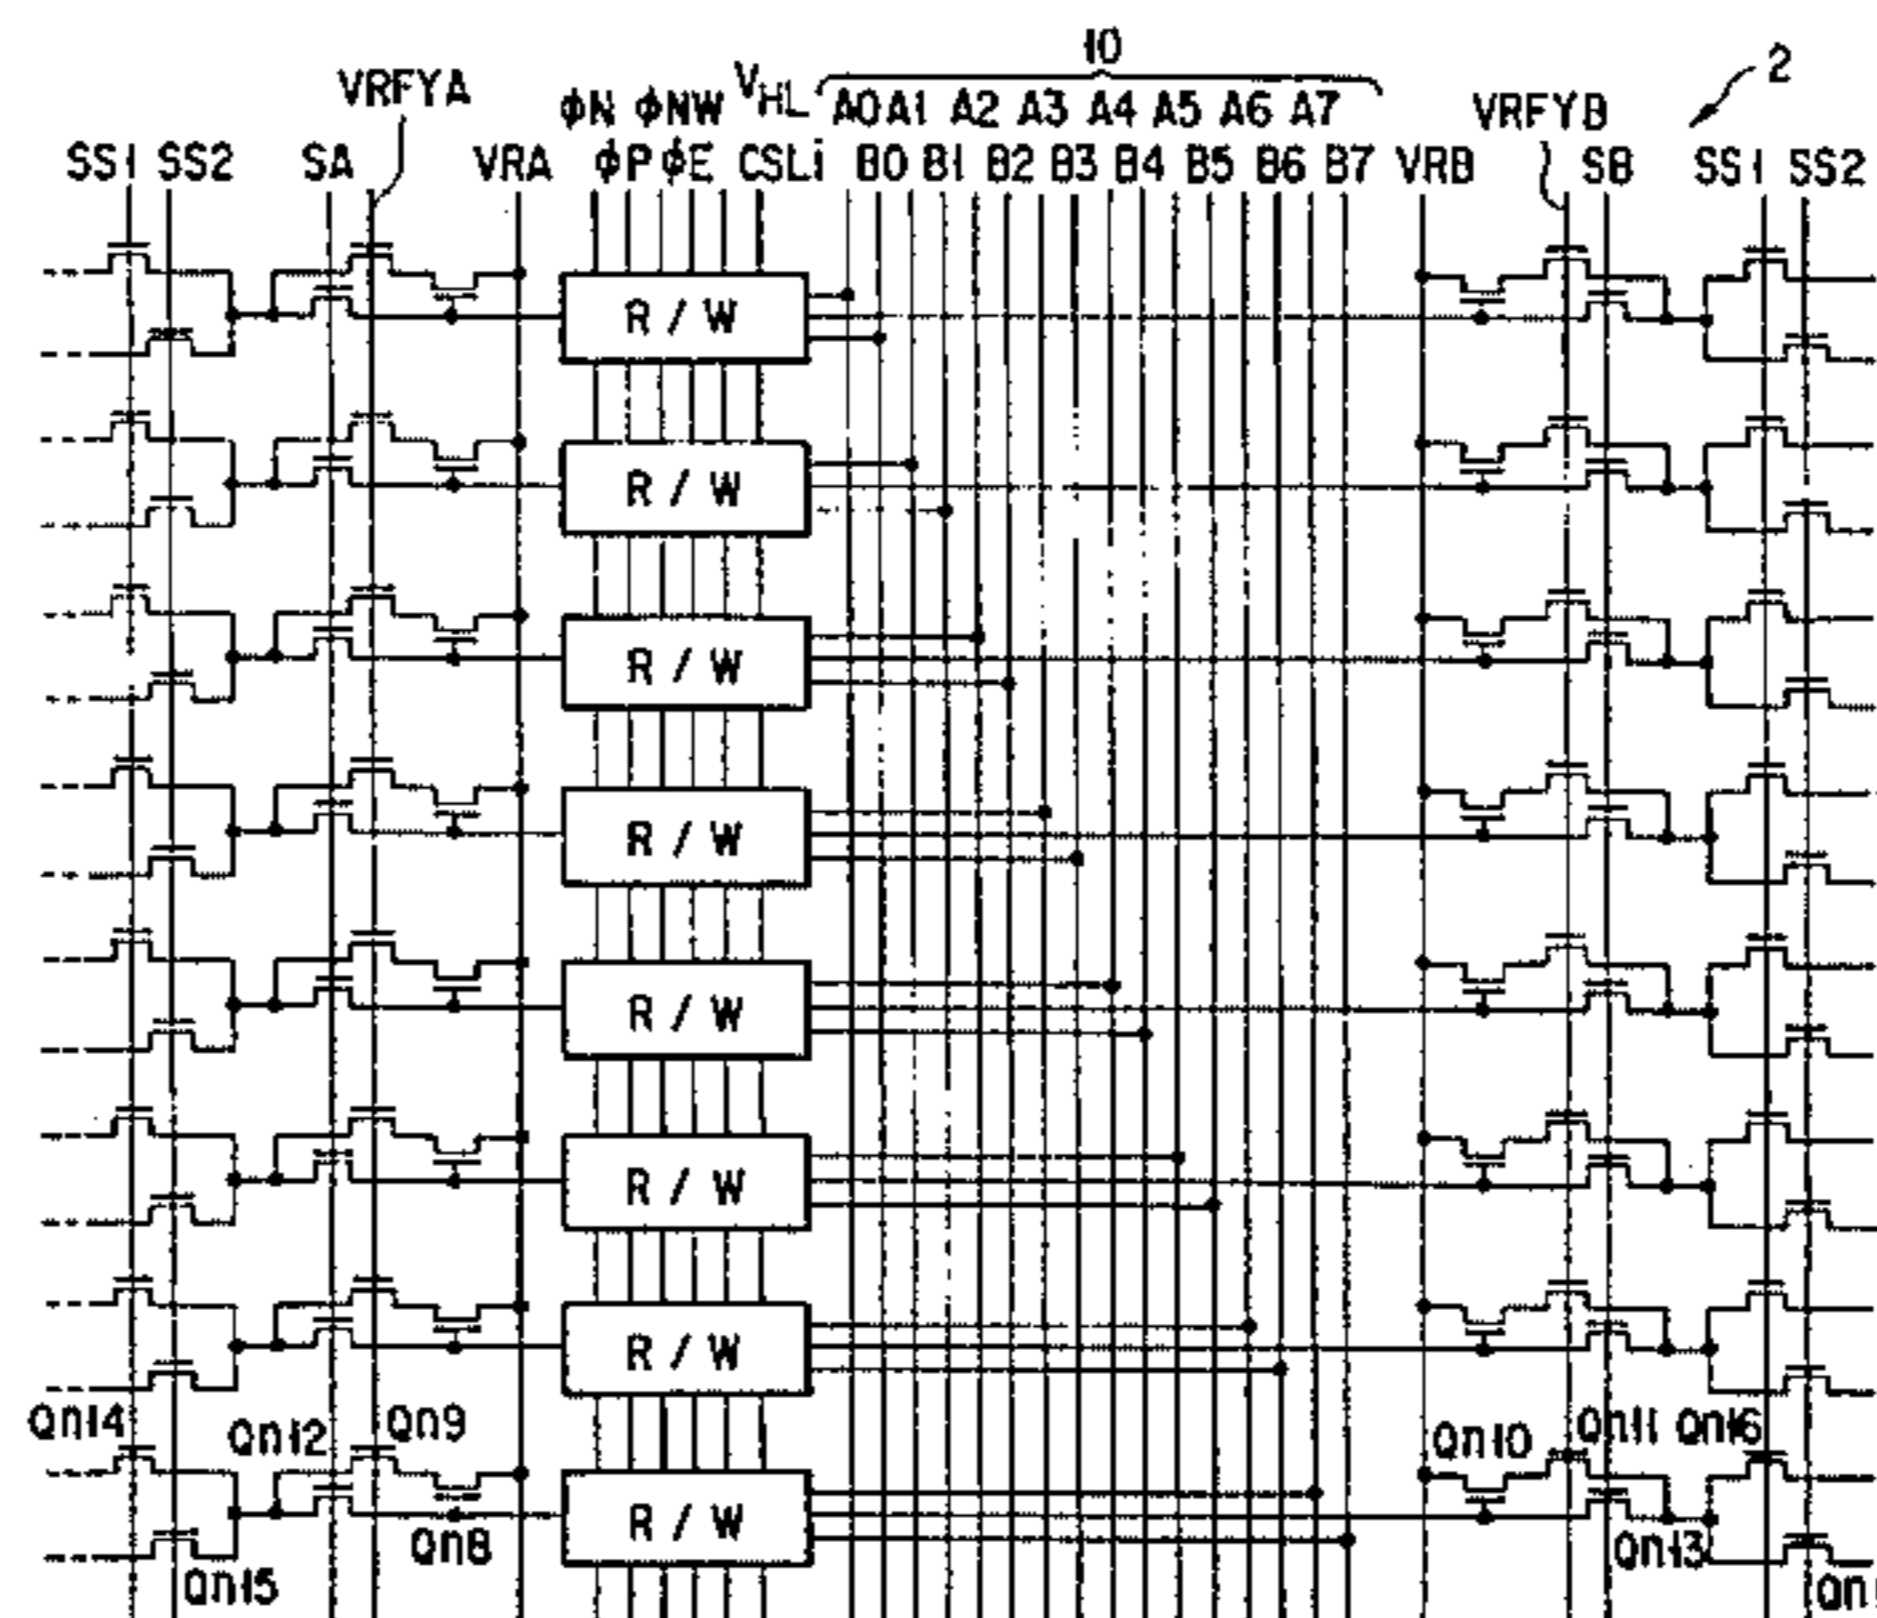 10
2
VRFYA
φN φNW VHL A0 A1 A2 A3 A4 A5 A6 A7
VRFYB
SS1 SS2 SA VRA φP φE CSLi B0 B1 B2 B3 B4 B5 B6 B7 VRB SB SS1 SS2
R / W
R / W
R / W
R / W
R / W
R / W
R / W
Qn14 Qn12 Qn9 Qn10 Qn11 Qn16
R / W
Qn15 Qn8 Qn13